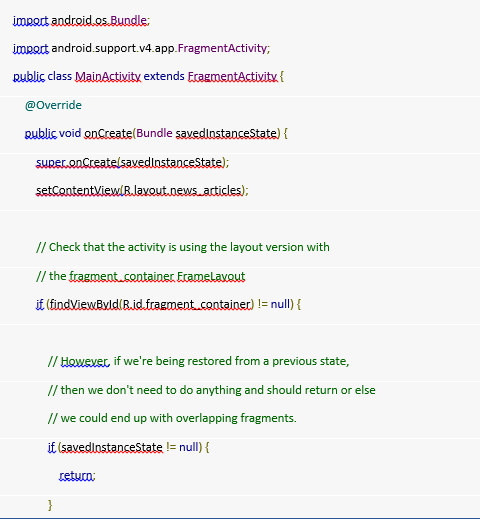 import android.os.Bundle;
import android.support.v4.app.FragmentActivity;
public class MainActivity extends FragmentActivity {
@Override
public void onCreate(Bundle savedInstanceState) {
super.onCreate(savedInstanceState);
setContentView(R.layout.news_articles);
// Check that the activity is using the layout version with
// the fragment_container FrameLayout
if (findViewById(R.id.fragment_container) != null) {
// However, if we're being restored from a previous state,
// then we don't need to do anything and should return or else
// we could end up with overlapping fragments.
if (savedInstanceState != null) {
return;
}